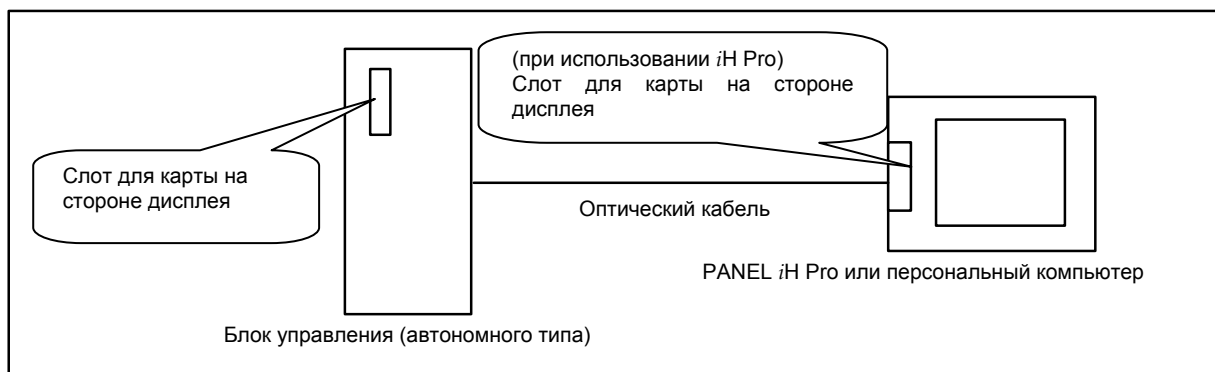 (при использовании iH Pro)
Слот для карты на стороне
дисплея
Слот для карты на
стороне дисплея
Оптический кабель
PANEL iH Pro или персональный компьютер
Блок управления (автономного типа)